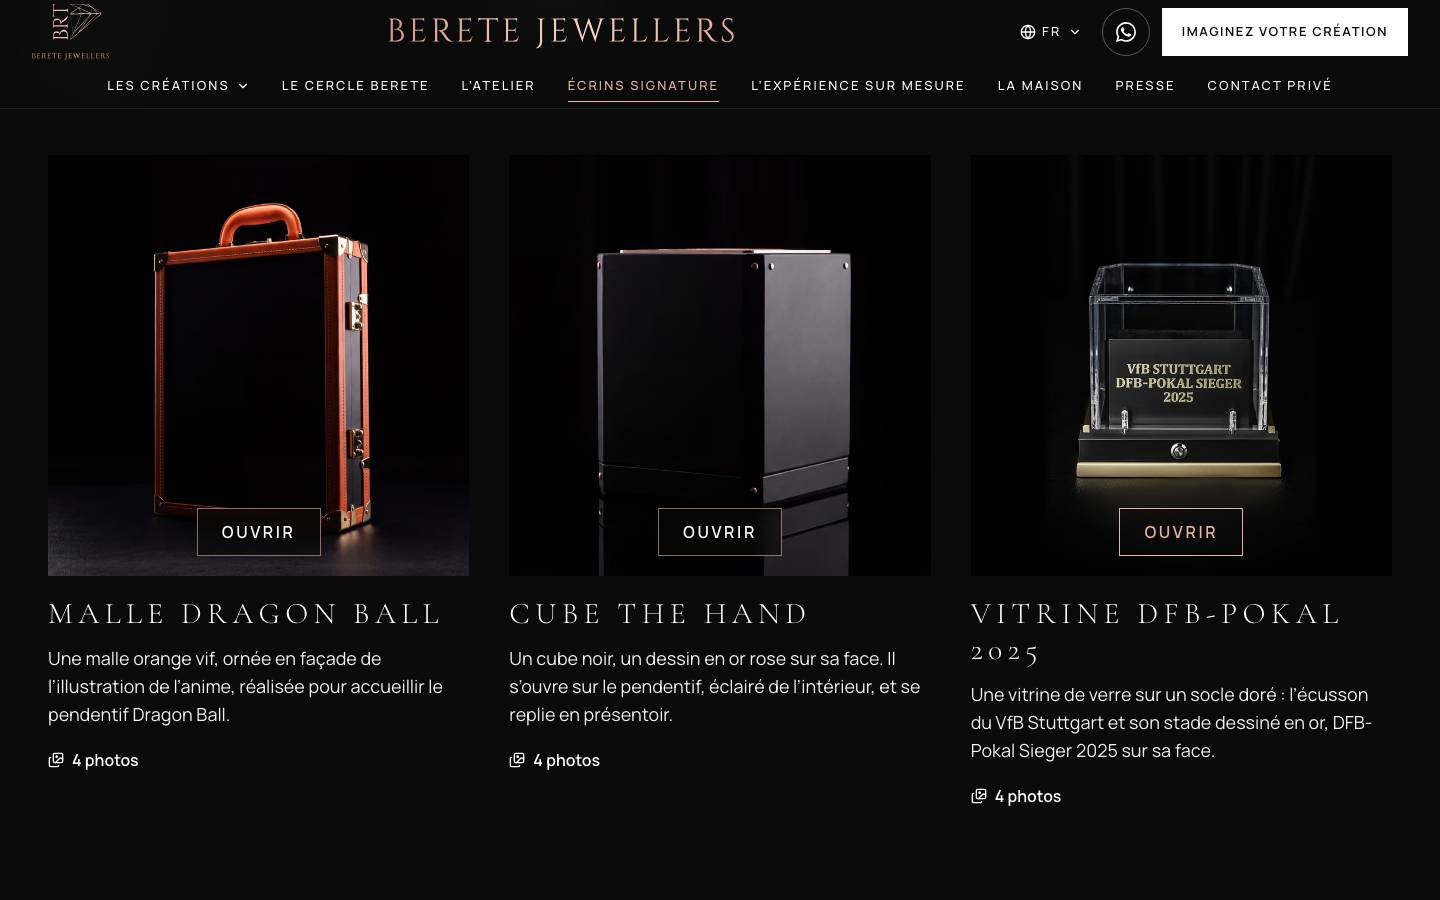 BRT
BERETE JEWELLERS
BERETE JEWELLERS
FR
IMAGINEZ VOTRE CRÉATION
LES CRÉATIONS
LE CERCLE BERETE
L'ATELIER
ÉCRINS SIGNATURE
L'EXPÉRIENCE SUR MESURE
LA MAISON
PRESSE
CONTACT PRIVÉ
OUVRIR
OUVRIR
VfB STUTTGART
DFB-POKAL SIEGER
2025
OUVRIR
MALLE DRAGON BALL
Une malle orange vif, ornée en façade de
l'illustration de l'anime, réalisée pour accueillir le
pendentif Dragon Ball.
4 photos
CUBE THE HAND
Un cube noir, un dessin en or rose sur sa face. Il
s'ouvre sur le pendentif, éclairé de l'intérieur, et se
replie en présentoir.
4 photos
VITRINE DFB-POKAL
2025
Une vitrine de verre sur un socle doré : l'écusson
du VfB Stuttgart et son stade dessiné en or, DFB-
Pokal Sieger 2025 sur sa face.
4 photos